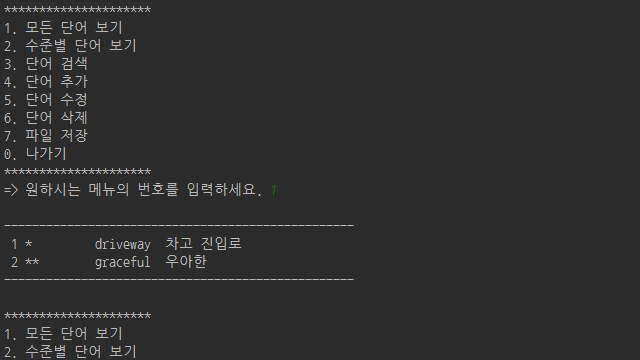 *********************
1. 모든 단어 보기
2. 수준별 단어 보기
3. 단어 검색
4. 단어 추가
5. 단어 수정
6. 단어 삭제
7. 파일 저장
0. 나가기
*********************
=> 원하시는 메뉴의 번호를 입력하세요. 1
--------------------------------------------------
1 * driveway 차고 진입로
2 ** graceful 우아한
--------------------------------------------------
*********************
1. 모든 단어 보기
2. 수준별 단어 보기